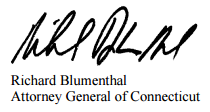 Richard Blumenthal
Attorney General of Connecticut